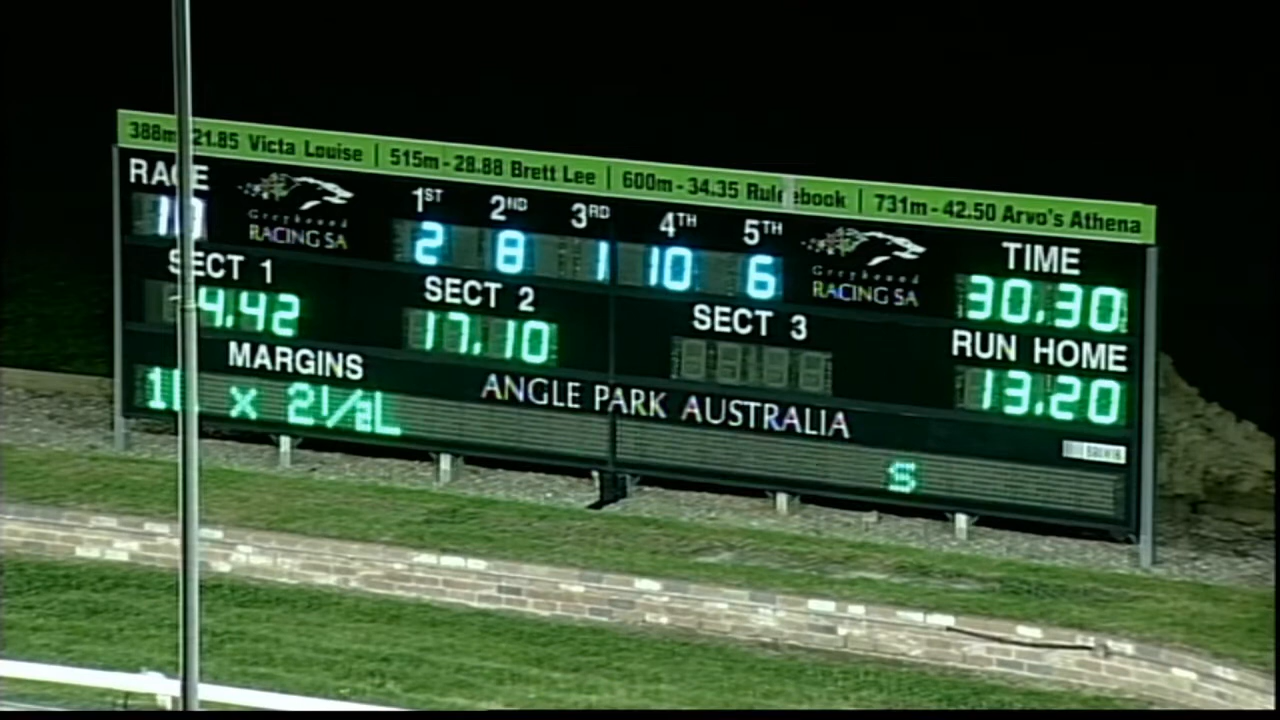 388m 21.85 Victa Louise | 515m - 28.88 Brett Lee | 600m - 34.35 Rulebook | 731m - 42.50 Arvo's Athena
RACE
Greyhound
RACING SA
1ST 2ND 3RD 4TH 5TH
2 8 1 10 6
Greyhound
RACING SA
TIME
30.30
SECT 1
4.42
SECT 2
17.10
SECT 3
RUN HOME
13.20
MARGINS
x 2 1/2L
ANGLE PARK AUSTRALIA
S